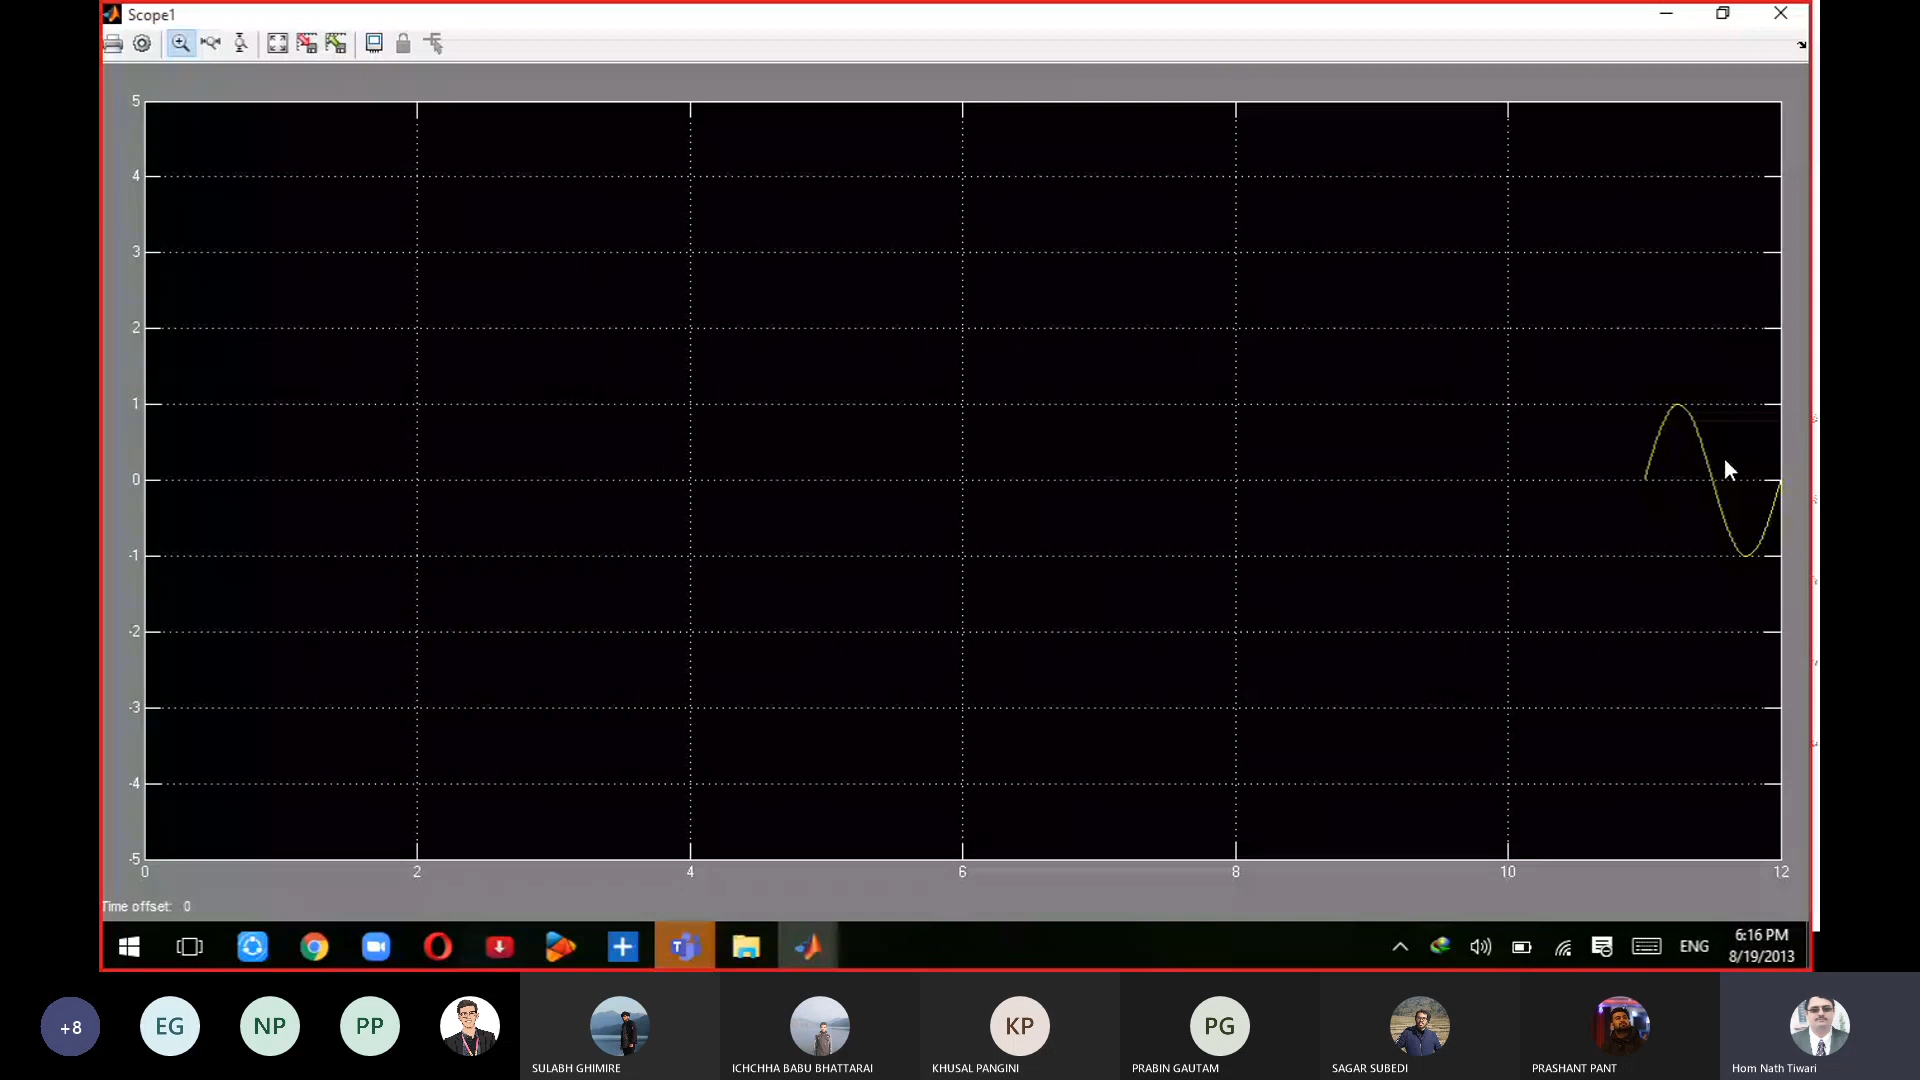 Scope1
5
4
3
2
1
0
-1
-2
-3
-4
-5
0 2 4 6 8 10 12
Time offset: 0
ENG
6:16 PM
8/19/2013
+8
EG
NP
PP
KP
PG
SULABH GHIMIRE
ICHCHHA BABU BHATTARAI
KHUSAL PANGINI
PRABIN GAUTAM
SAGAR SUBEDI
PRASHANT PANT
Hom Nath Tiwari